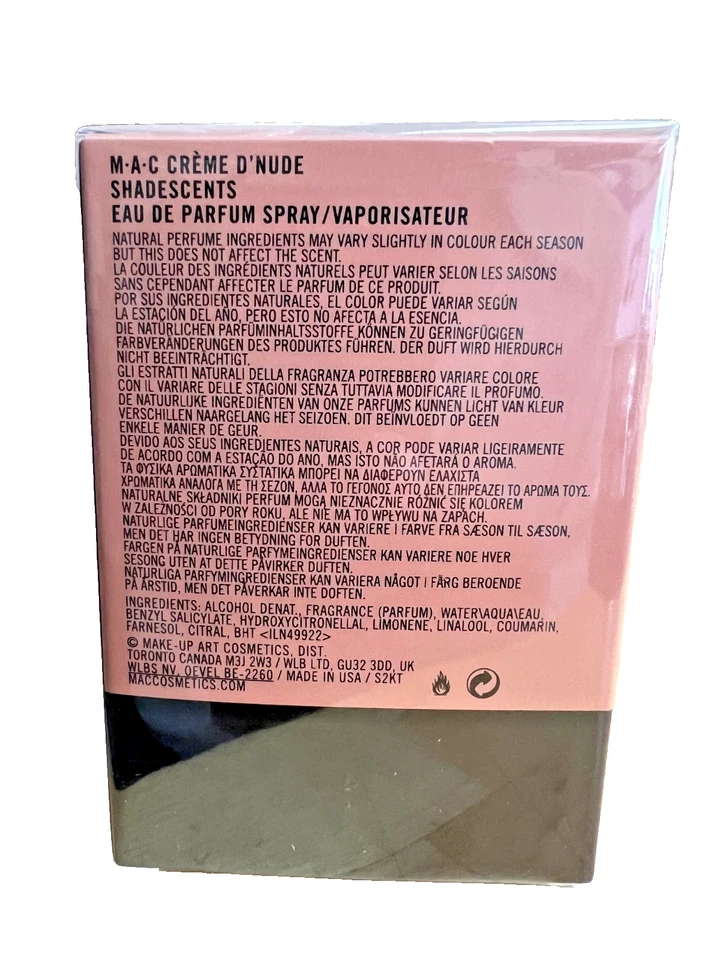 M·A·C CRÈME D'NUDE
SHADESCENTS
EAU DE PARFUM SPRAY/VAPORISATEUR
NATURAL PERFUME INGREDIENTS MAY VARY SLIGHTLY IN COLOUR EACH SEASON
BUT THIS DOES NOT AFFECT THE SCENT.
LA COULEUR DES INGRÉDIENTS NATURELS PEUT VARIER SELON LES SAISONS
SANS CEPENDANT AFFECTER LE PARFUM DE CE PRODUIT.
POR SUS INGREDIENTES NATURALES, EL COLOR PUEDE VARIAR SEGÚN
LA ESTACIÓN DEL AÑO, PERO ESTO NO AFECTA A LA ESENCIA.
DIE NATÜRLICHEN PARFÜMINHALTSSTOFFE KÖNNEN ZU GERINGFÜGIGEN
FARBVERÄNDERUNGEN DES PRODUKTES FÜHREN. DER DUFT WIRD HIERDURCH
NICHT BEEINTRÄCHTIGT.
GLI ESTRATTI NATURALI DELLA FRAGRANZA POTREBBERO VARIARE COLORE
CON IL VARIARE DELLE STAGIONI SENZA TUTTAVIA MODIFICARE IL PROFUMO.
DE NATUURLIJKE INGREDIËNTEN VAN ONZE PARFUMS KUNNEN LICHT VAN KLEUR
VERSCHILLEN NAARGELANG HET SEIZOEN. DIT BEÏNVLOEDT OP GEEN
ENKELE MANIER DE GEUR.
DEVIDO AOS SEUS INGREDIENTES NATURAIS, A COR PODE VARIAR LIGEIRAMENTE
DE ACORDO COM A ESTAÇÃO DO ANO, MAS ISTO NÃO AFETARÁ O AROMA.
ΤΑ ΦΥΣΙΚΑ ΑΡΩΜΑΤΙΚΑ ΣΥΣΤΑΤΙΚΑ ΜΠΟΡΕΙ ΝΑ ΔΙΑΦΕΡΟΥΝ ΕΛΑΧΙΣΤΑ
ΧΡΩΜΑΤΙΚΑ ΑΝΑΛΟΓΑ ΜΕ ΤΗ ΣΕΖΟΝ, ΑΛΛΑ ΤΟ ΓΕΓΟΝΟΣ ΑΥΤΟ ΔΕΝ ΕΠΗΡΕΑΖΕΙ ΤΟ ΑΡΩΜΑ ΤΟΥΣ.
NATURALNE SKŁADNIKI PERFUM MOGĄ NIEZNACZNIE RÓŻNIĆ SIĘ KOLOREM
W ZALEŻNOŚCI OD PORY ROKU, ALE NIE MA TO WPŁYWU NA ZAPACH.
NATURLIGE PARFUMEINGREDIENSER KAN VARIERE I FARVE FRA SÆSON TIL SÆSON,
MEN DET HAR INGEN BETYDNING FOR DUFTEN.
FARGEN PÅ NATURLIGE PARFYMEINGREDIENSER KAN VARIERE NOE HVER
SESONG UTEN AT DETTE PÅVIRKER DUFTEN.
NATURLIGA PARFYMINGREDIENSER KAN VARIERA NÅGOT I FÄRG BEROENDE
PÅ ÅRSTID, MEN DET PÅVERKAR INTE DOFTEN.
INGREDIENTS: ALCOHOL DENAT., FRAGRANCE (PARFUM), WATER\AQUA\EAU,
BENZYL SALICYLATE, HYDROXYCITRONELLAL, LIMONENE, LINALOOL, COUMARIN,
FARNESOL, CITRAL, BHT <ILN49922>
© MAKE-UP ART COSMETICS, DIST.
TORONTO CANADA M3J 2W3 / WLB LTD, GU32 3DD, UK
WLBS NV, OEVEL BE-2260 / MADE IN USA / S2KT
MACCOSMETICS.COM